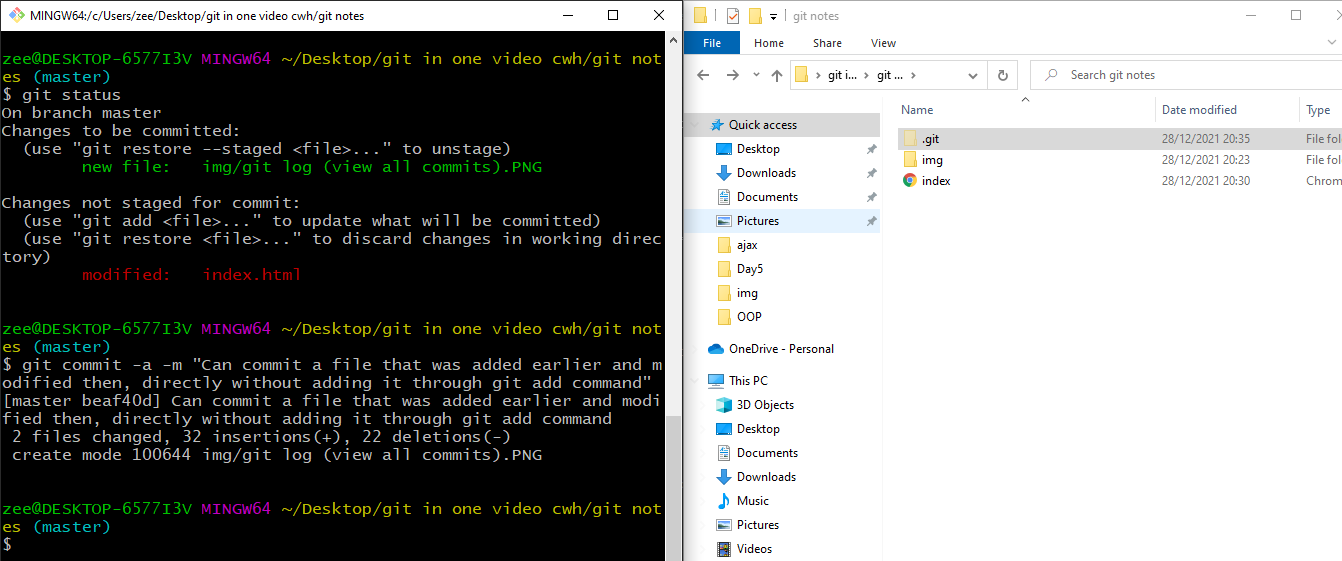 MINGW64:/c/Users/zee/Desktop/git in one video cwh/git notes
zee@DESKTOP-6577I3V MINGW64 ~/Desktop/git in one video cwh/git not
es (master)
$ git status
On branch master
Changes to be committed:
  (use "git restore --staged <file>..." to unstage)
        new file:   img/git log (view all commits).PNG
Changes not staged for commit:
  (use "git add <file>..." to update what will be committed)
  (use "git restore <file>..." to discard changes in working direc
tory)
        modified:   index.html
zee@DESKTOP-6577I3V MINGW64 ~/Desktop/git in one video cwh/git not
es (master)
$ git commit -a -m "Can commit a file that was added earlier and m
odified then, directly without adding it through git add command"
[master beaf40d] Can commit a file that was added earlier and modi
fied then, directly without adding it through git add command
 2 files changed, 32 insertions(+), 22 deletions(-)
 create mode 100644 img/git log (view all commits).PNG
zee@DESKTOP-6577I3V MINGW64 ~/Desktop/git in one video cwh/git not
es (master)
$
git notes
File Home Share View
git i... git ...
Search git notes
Quick access
Desktop
Downloads
Documents
Pictures
ajax
Day5
img
OOP
OneDrive - Personal
This PC
3D Objects
Desktop
Documents
Downloads
Music
Pictures
Videos
Name Date modified Type
.git 28/12/2021 20:35 File fol
img 28/12/2021 20:23 File fol
index 28/12/2021 20:30 Chrom